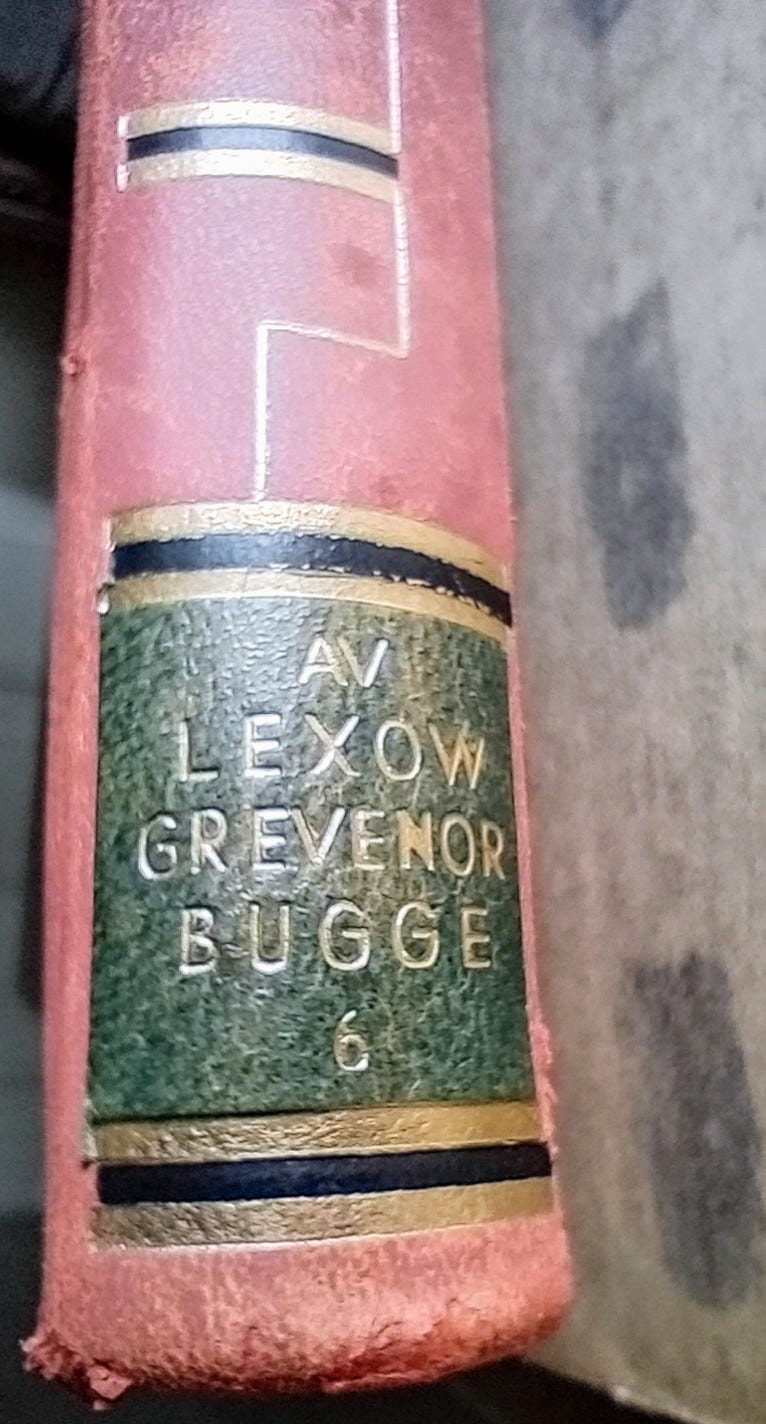 AV
LEXOW
GREVENOR
BUGGE
6